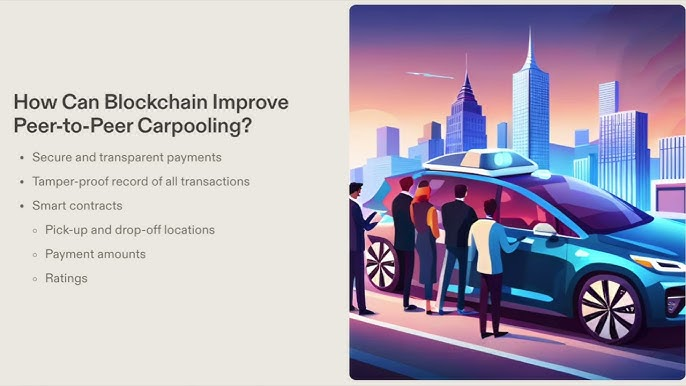 How Can Blockchain Improve
Peer-to-Peer Carpooling?
• Secure and transparent payments
• Tamper-proof record of all transactions
• Smart contracts
◦ Pick-up and drop-off locations
◦ Payment amounts
◦ Ratings